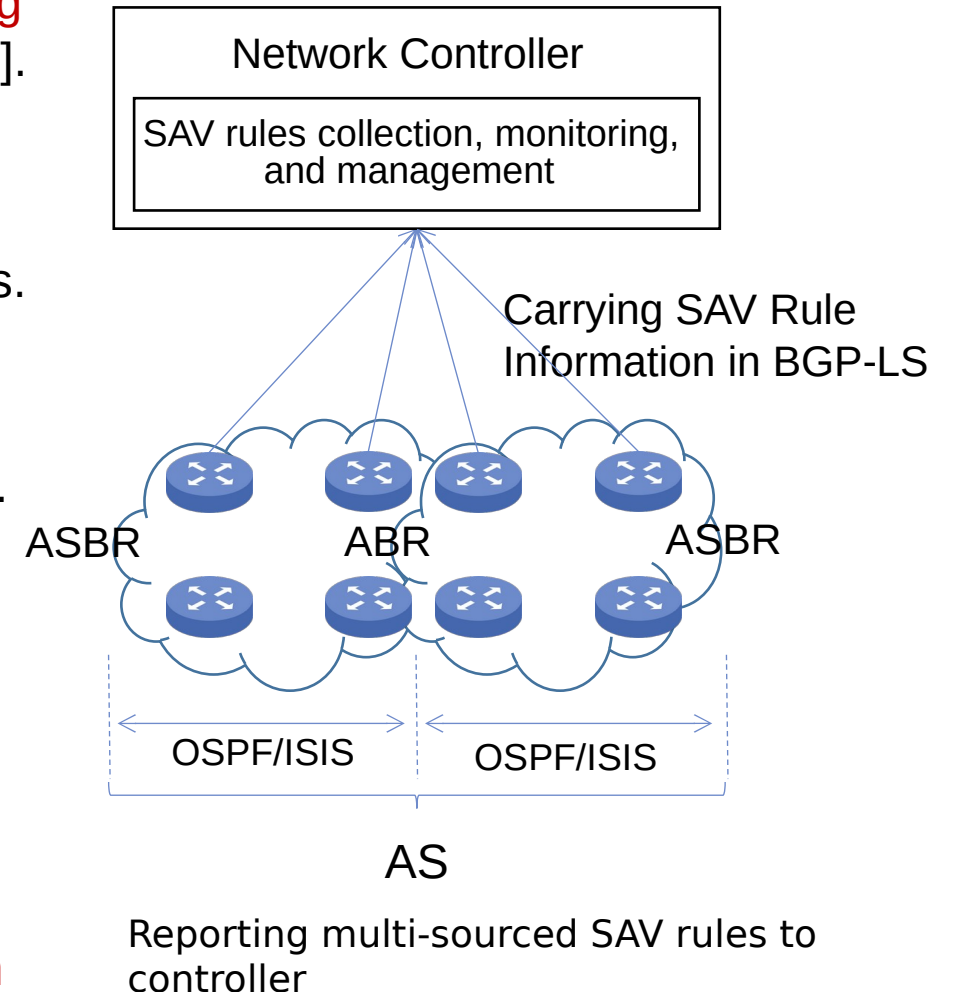 g
].
Network Controller
SAV rules collection, monitoring,
and management
s.
Carrying SAV Rule
Information in BGP-LS
.
ASBR
ABR
ASBR
OSPF/ISIS
OSPF/ISIS
AS
Reporting multi-sourced SAV rules to
controller